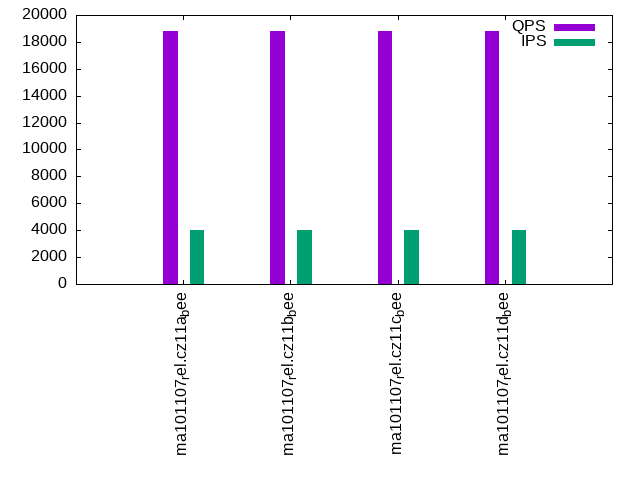 20000
18000
16000
14000
12000
10000
8000
6000
4000
2000
0
QPS
IPS
ma101107rel.cz11abee
ma101107rel.cz11bbee
ma101107rel.cz11cbee
ma101107rel.cz11dbee